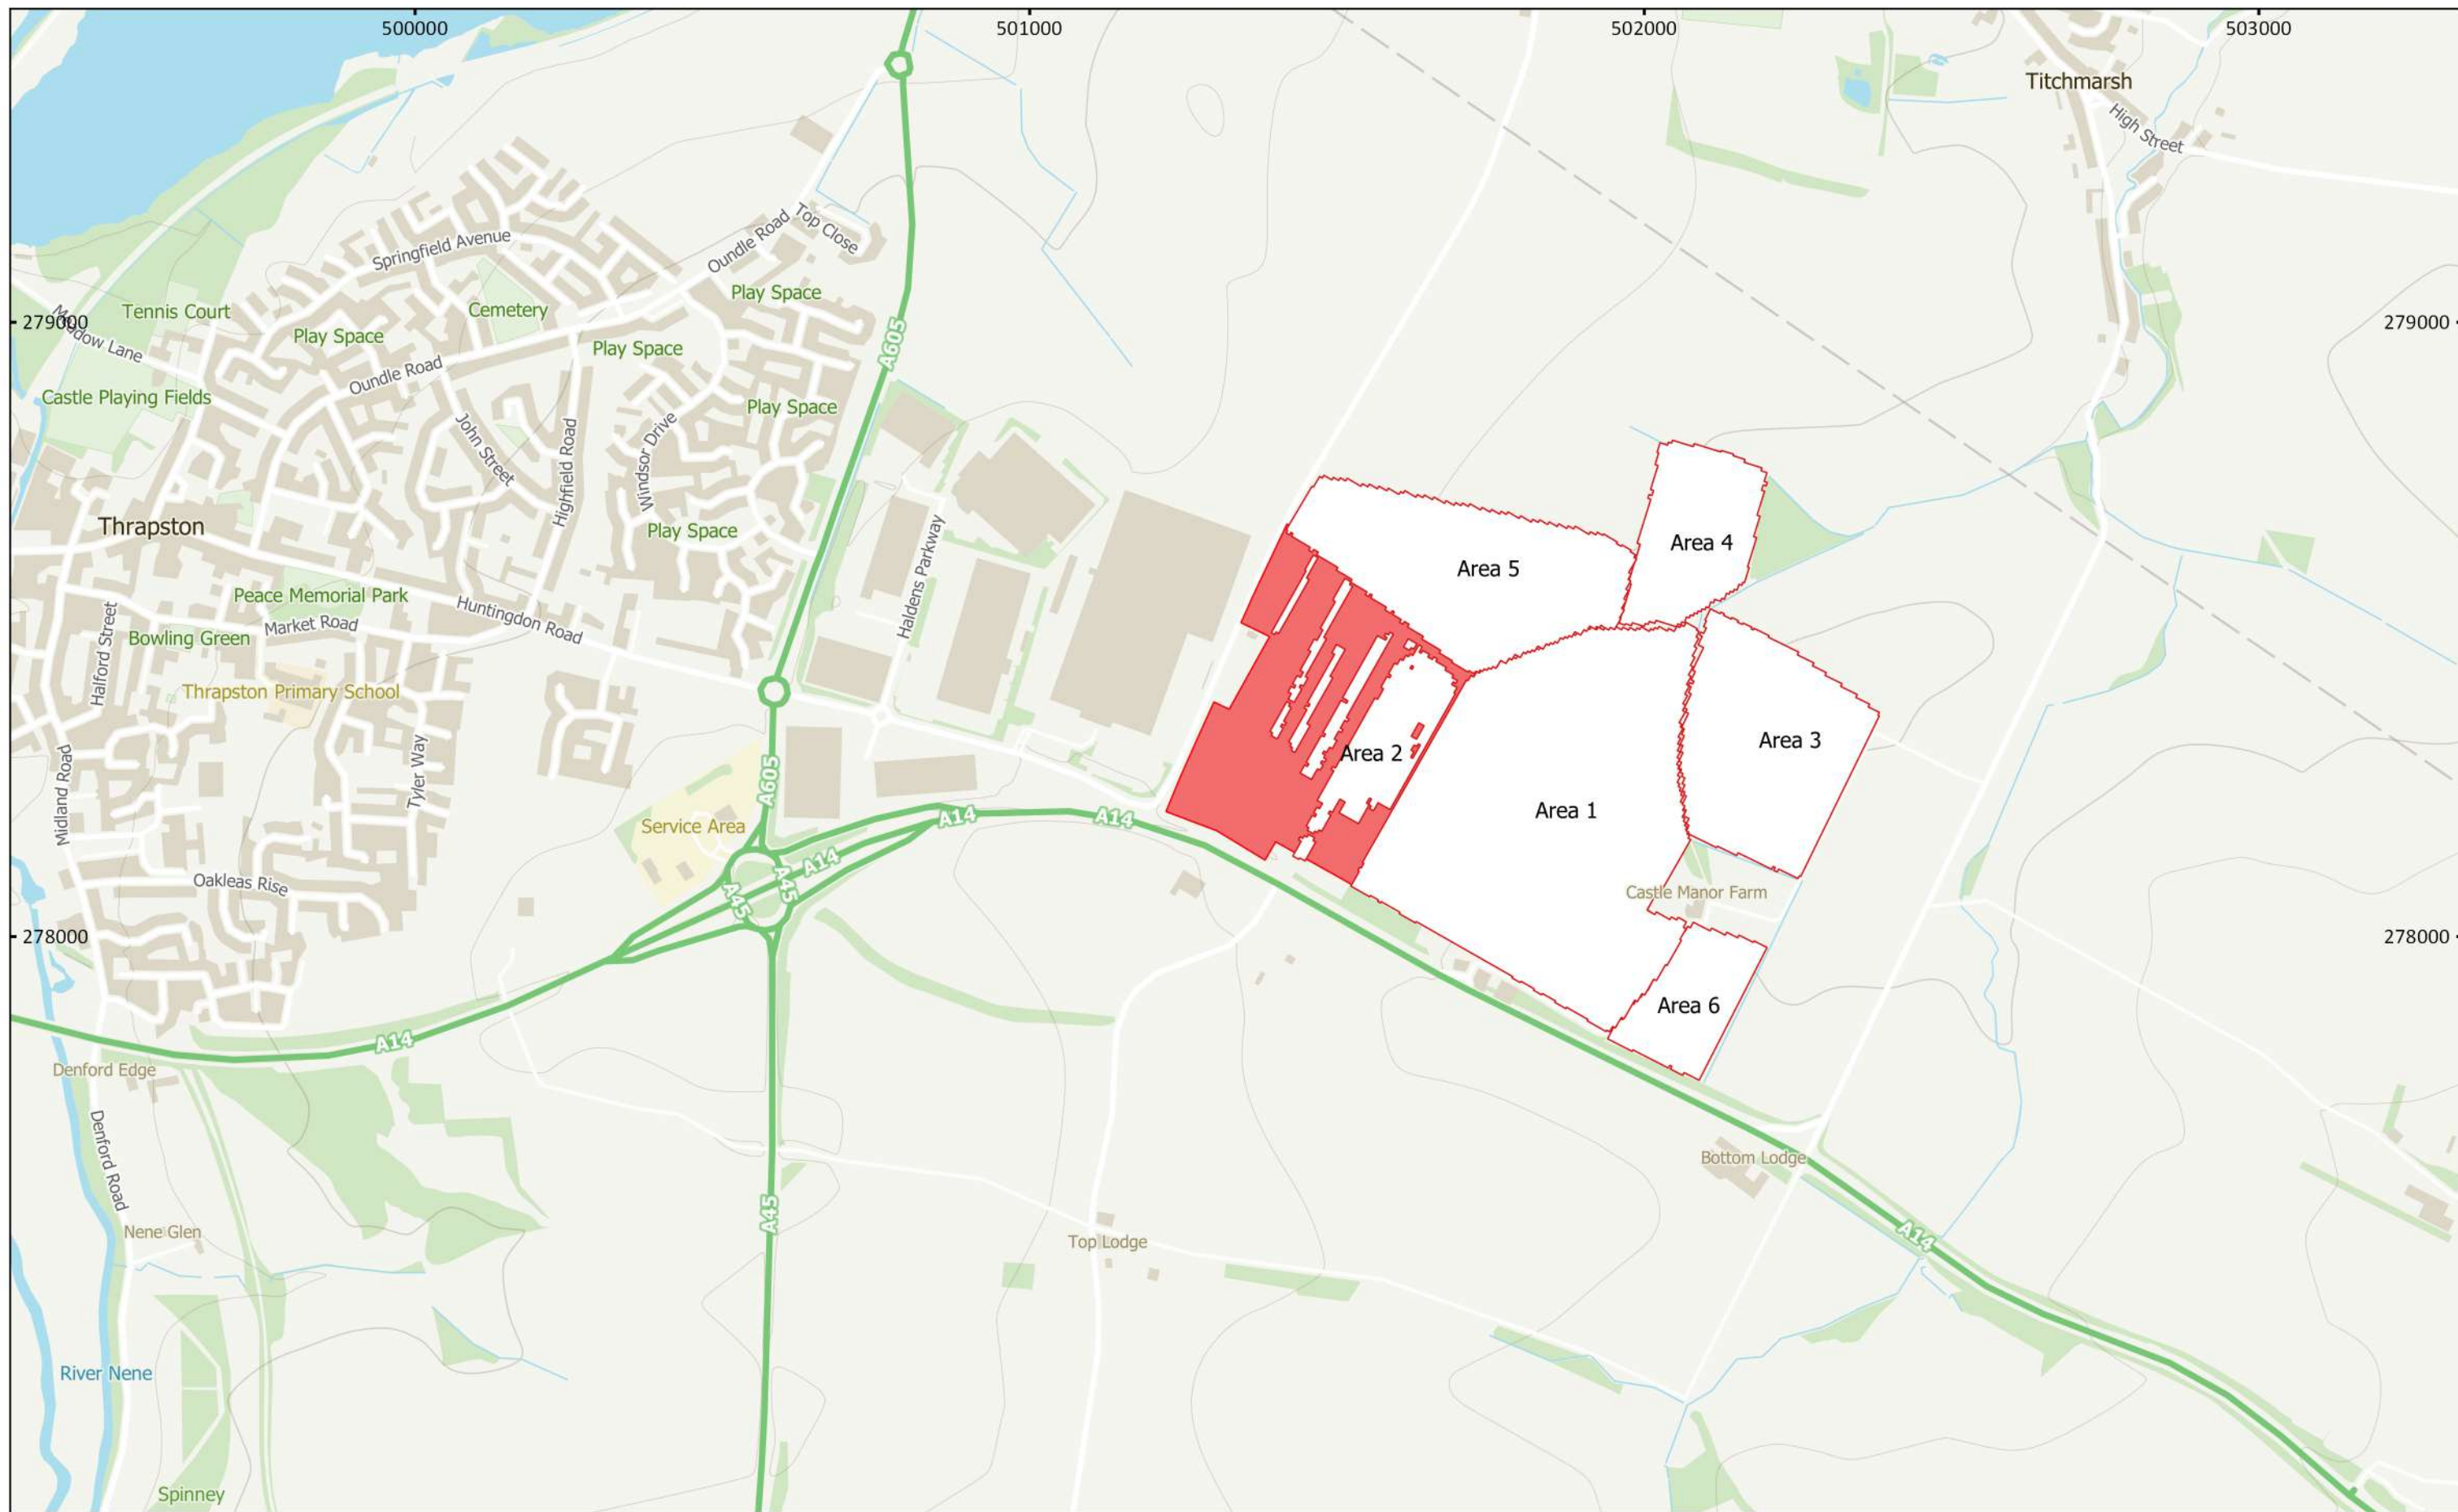 500000
501000
502000
503000
Titchmarsh
High Street
Top Close
Oundle Road
Springfield Avenue
Play Space
Tennis Court
Cemetery
279000
279000
Meadow Lane
Play Space
Play Space
A605
Oundle Road
Castle Playing Fields
Play Space
John Street
Highfield Road
Windsor Drive
Thrapston
Play Space
Haldens Parkway
Area 4
Area 5
Peace Memorial Park
Huntingdon Road
Market Road
Bowling Green
Halford Street
Thrapston Primary School
Area 3
Area 2
Midland Road
Tyler Way
A605
Area 1
Service Area
A14
A14
A14
A45
A45
Oakleas Rise
Castle Manor Farm
278000
278000
Area 6
A14
Denford Edge
Denford Road
Bottom Lodge
A45
Nene Glen
Top Lodge
A14
River Nene
Spinney